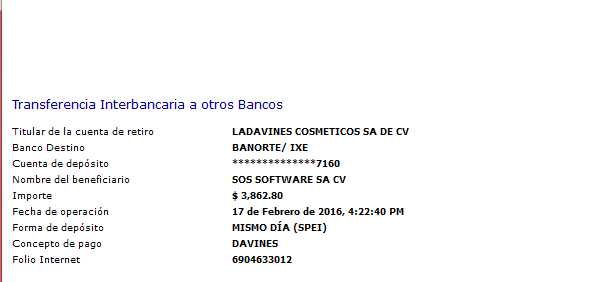 Transferencia Interbancaria a otros Bancos
Titular de la cuenta de retiro LADAVINES COSMETICOS SA DE CV
Banco Destino BANORTE/ IXE
Cuenta de depósito **************7160
Nombre del beneficiario SOS SOFTWARE SA CV
Importe $ 3,862.80
Fecha de operación 17 de Febrero de 2016, 4:22:40 PM
Forma de depósito MISMO DÍA (SPEI)
Concepto de pago DAVINES
Folio Internet 6904633012